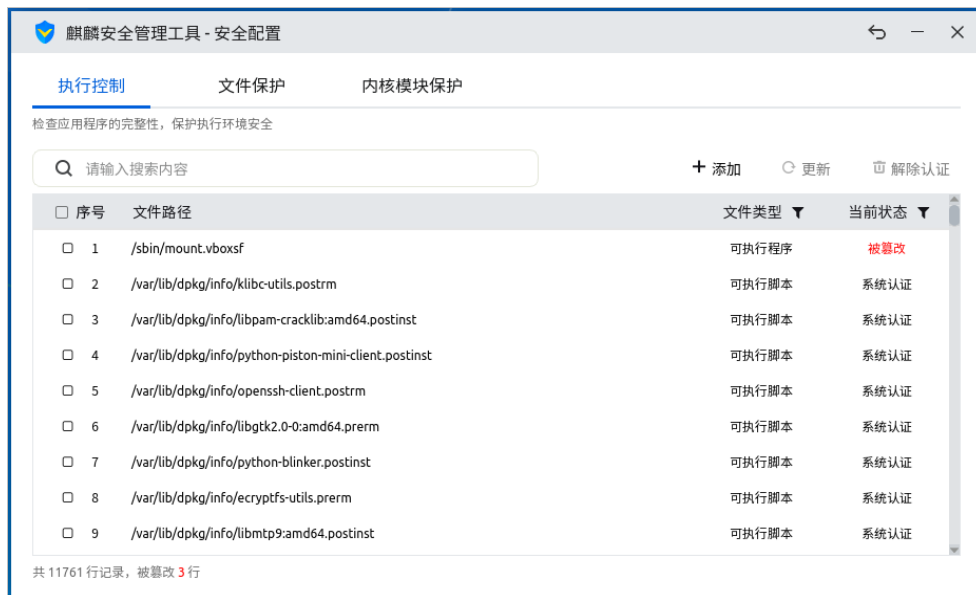 麒麟安全管理工具 - 安全配置
执行控制 文件保护 内核模块保护
检查应用程序的完整性，保护执行环境安全
请输入搜索内容 添加 更新 解除认证
序号 文件路径 文件类型 当前状态
1 /sbin/mount.vboxsf 可执行程序 被篡改
2 /var/lib/dpkg/info/klibc-utils.postrm 可执行脚本 系统认证
3 /var/lib/dpkg/info/libpam-cracklib:amd64.postinst 可执行脚本 系统认证
4 /var/lib/dpkg/info/python-piston-mini-client.postinst 可执行脚本 系统认证
5 /var/lib/dpkg/info/openssh-client.postrm 可执行脚本 系统认证
6 /var/lib/dpkg/info/libgtk2.0-0:amd64.prerm 可执行脚本 系统认证
7 /var/lib/dpkg/info/python-blinker.postinst 可执行脚本 系统认证
8 /var/lib/dpkg/info/ecryptfs-utils.prerm 可执行脚本 系统认证
9 /var/lib/dpkg/info/libmtp9:amd64.postinst 可执行脚本 系统认证
共 11761 行记录，被篡改 3 行